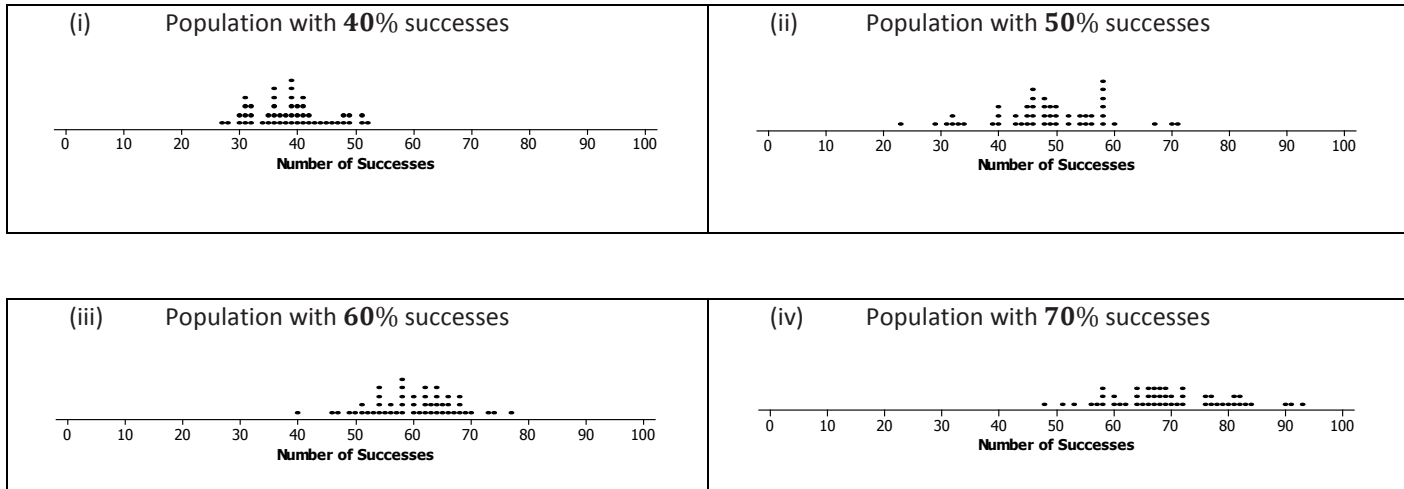 (i) Population with 40% successes
0 10 20 30 40 50 60 70 80 90 100
Number of Successes
(ii) Population with 50% successes
0 10 20 30 40 50 60 70 80 90 100
Number of Successes
(iii) Population with 60% successes
0 10 20 30 40 50 60 70 80 90 100
Number of Successes
(iv) Population with 70% successes
0 10 20 30 40 50 60 70 80 90 100
Number of Successes